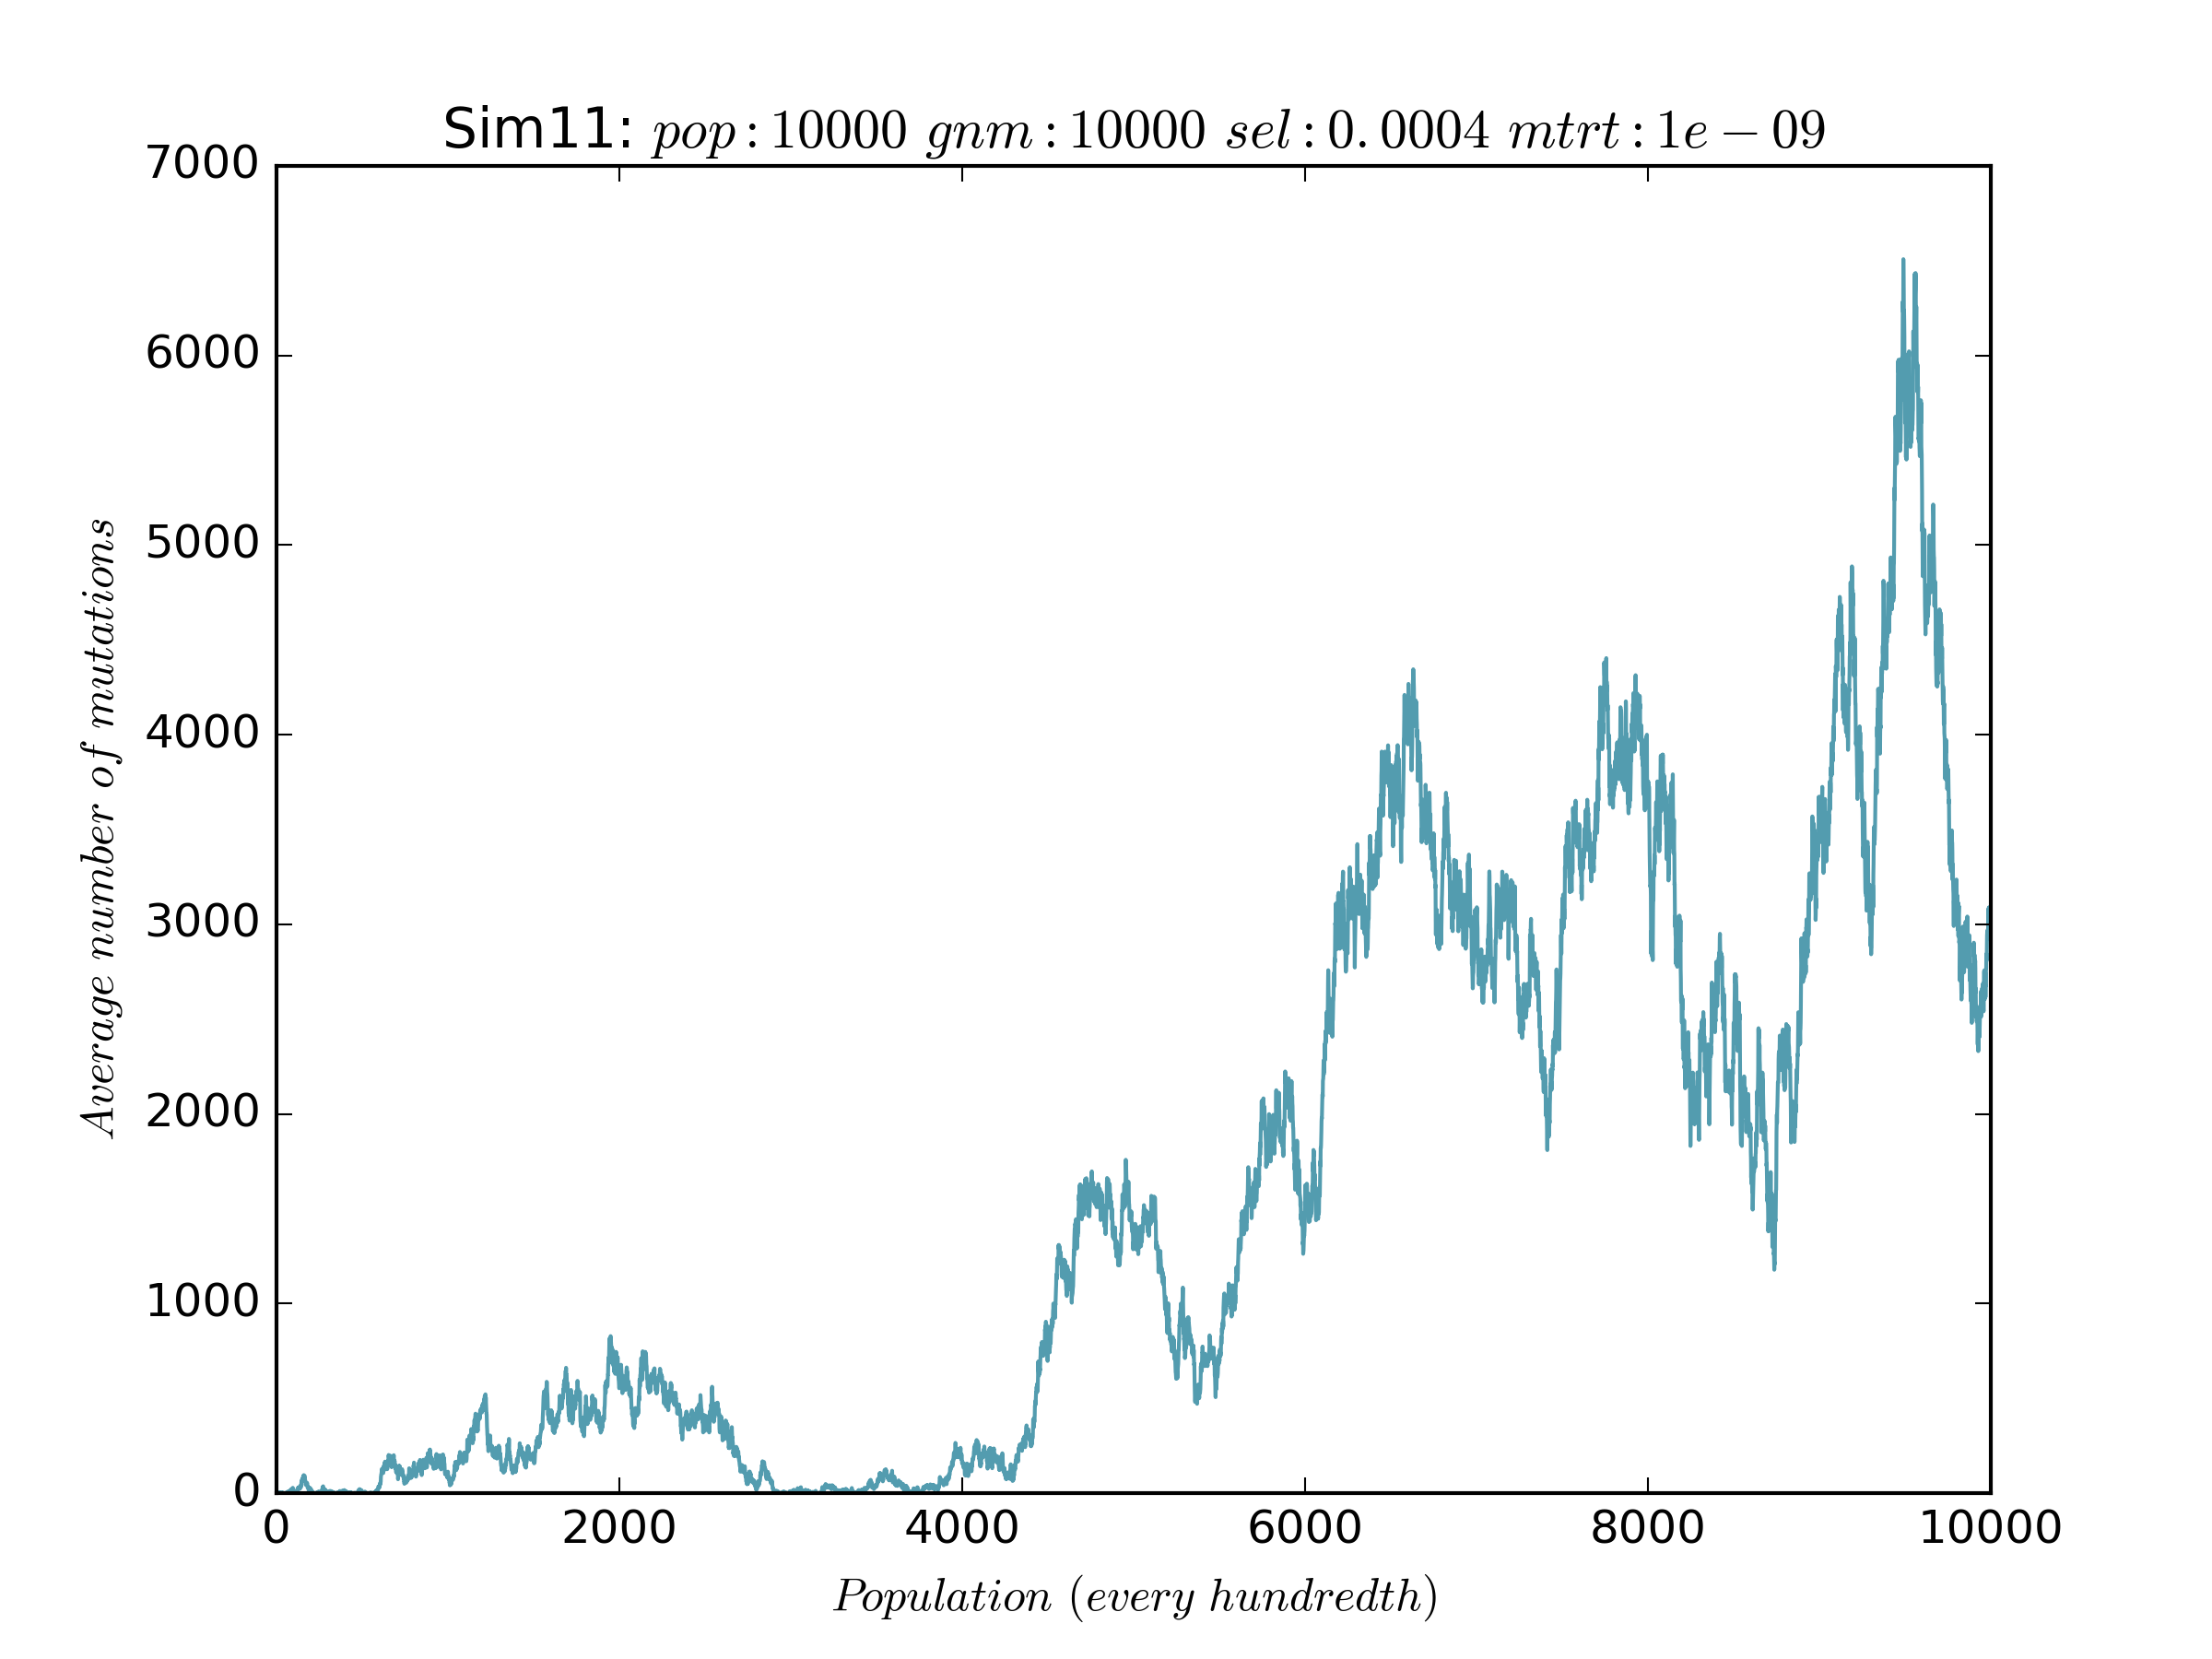 Sim11: pop : 10000 gnm : 10000 sel : 0.0004 mtrt : 1e − 09
7000
6000
5000
4000
3000
2000
1000
0
Average number of mutations
0 2000 4000 6000 8000 10000
Population (every hundredth)